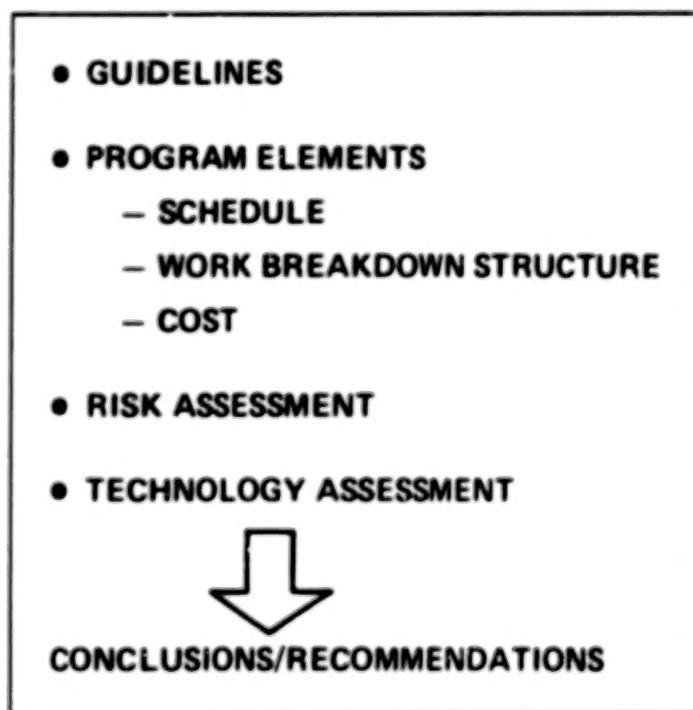 • GUIDELINES
• PROGRAM ELEMENTS
– SCHEDULE
– WORK BREAKDOWN STRUCTURE
– COST
• RISK ASSESSMENT
• TECHNOLOGY ASSESSMENT
CONCLUSIONS/RECOMMENDATIONS